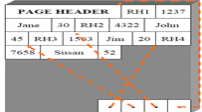 PAGE HEADER RH1 1237
Jane 30 RH2 4322 John
45 RH3 1563 Jim 20 RH4
7658 Susan 52